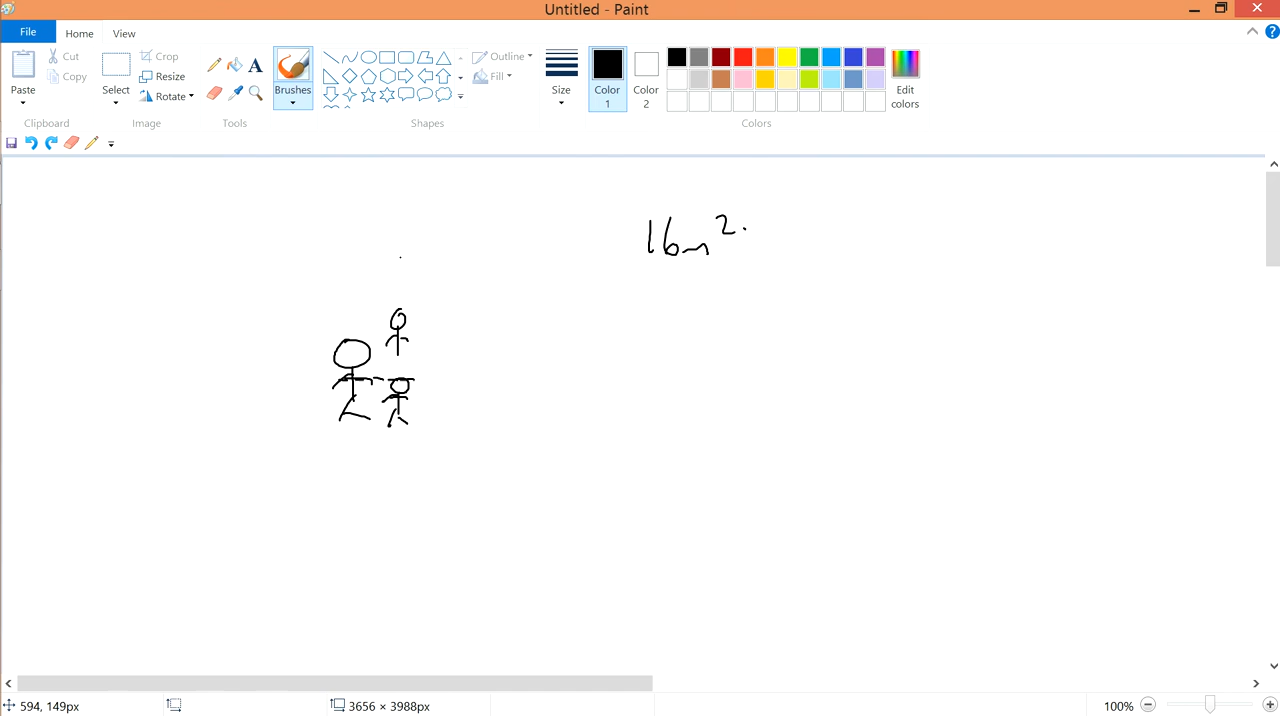 Untitled - Paint
File Home View
Paste
Cut
Copy
Clipboard
Select
Crop
Resize
Rotate
Image
Tools
Brushes
Shapes
Outline
Fill
Size
Color 1
Color 2
Edit colors
Colors
16m².
594, 149px
3656 × 3988px
100%